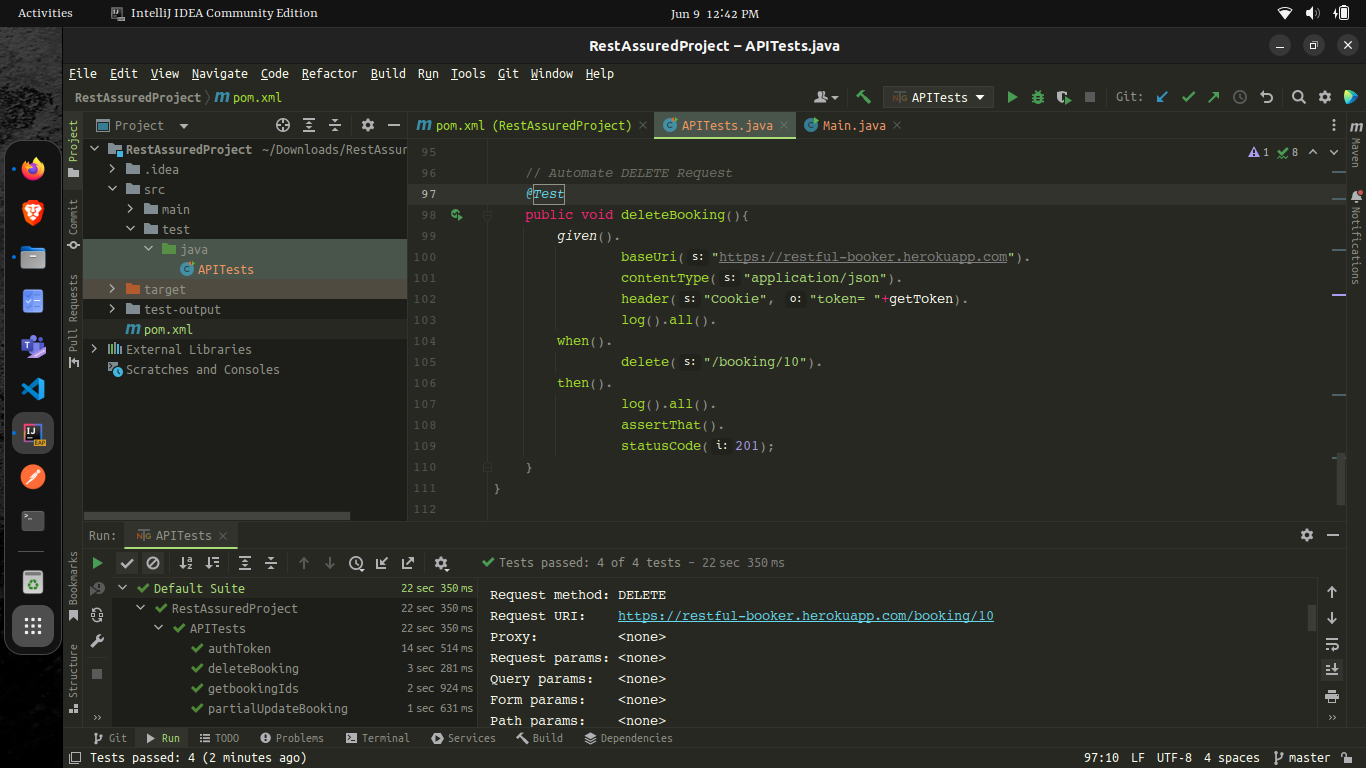 Activities IntelliJ IDEA Community Edition Jun 9 12:42 PM
RestAssuredProject – APITests.java
File Edit View Navigate Code Refactor Build Run Tools Git Window Help
RestAssuredProject m pom.xml APITests Git:
Project
m pom.xml (RestAssuredProject) APITests.java Main.java
RestAssuredProject ~/Downloads/RestAssur
.idea
src
main
test
java
APITests
target
test-output
m pom.xml
External Libraries
Scratches and Consoles
Project
Commit
Pull Requests
Bookmarks
Structure
1 8
95
96 // Automate DELETE Request
97 @Test
98 public void deleteBooking(){
99 given().
100 baseUri( s: "https://restful-booker.herokuapp.com").
101 contentType( s: "application/json").
102 header( s: "Cookie", o: "token= "+getToken).
103 log().all().
104 when().
105 delete( s: "/booking/10").
106 then().
107 log().all().
108 assertThat().
109 statusCode( i: 201);
110 }
111 }
112
m Maven
Notifications
Run: APITests
Tests passed: 4 of 4 tests – 22 sec 350 ms
Default Suite 22 sec 350 ms
RestAssuredProject 22 sec 350 ms
APITests 22 sec 350 ms
authToken 14 sec 514 ms
deleteBooking 3 sec 281 ms
getbookingIds 2 sec 924 ms
partialUpdateBooking 1 sec 631 ms
Request method: DELETE
Request URI: https://restful-booker.herokuapp.com/booking/10
Proxy: <none>
Request params: <none>
Query params: <none>
Form params: <none>
Path params: <none>
Git Run TODO Problems Terminal Services Build Dependencies
Tests passed: 4 (2 minutes ago) 97:10 LF UTF-8 4 spaces master